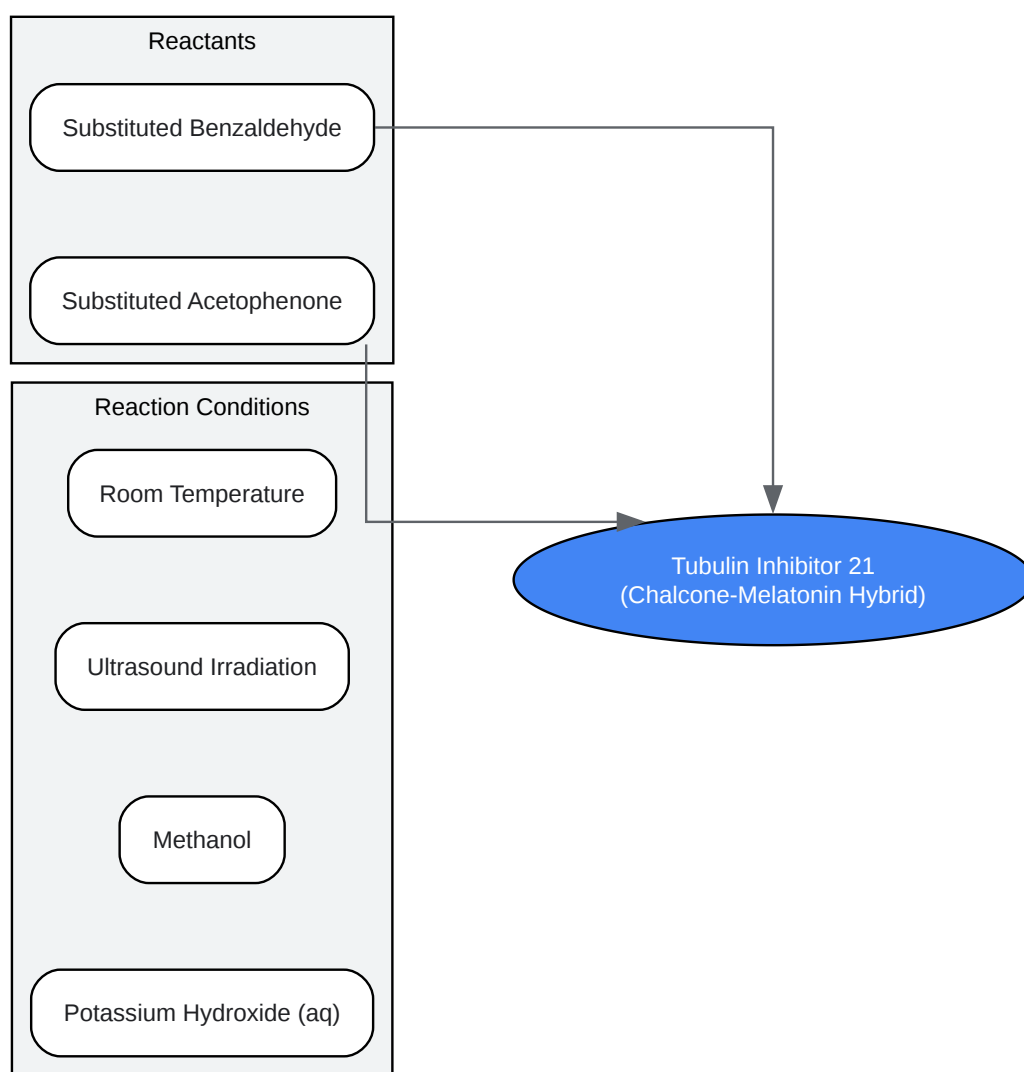 Reactants
Substituted Benzaldehyde
Substituted Acetophenone
Reaction Conditions
Room Temperature
Ultrasound Irradiation
Methanol
Potassium Hydroxide (aq)
Tubulin Inhibitor 21
(Chalcone-Melatonin Hybrid)